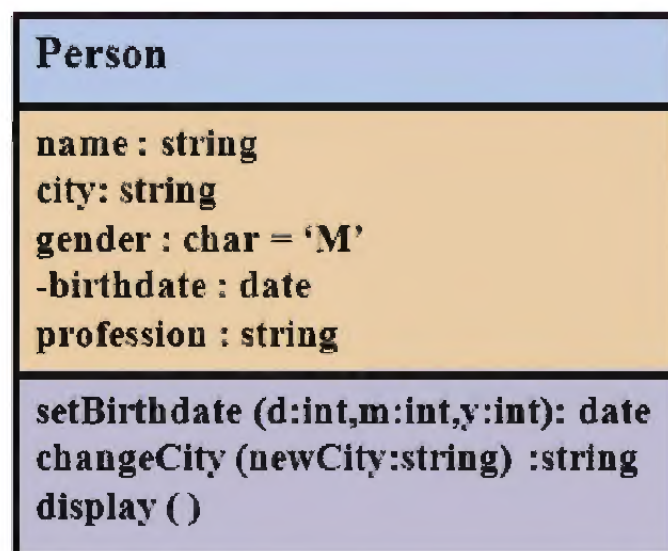 Person
name : string
city: string
gender : char = ‘M’
-birthdate : date
profession : string
setBirthdate (d:int,m:int,y:int): date
changeCity (newCity:string) :string
display ( )